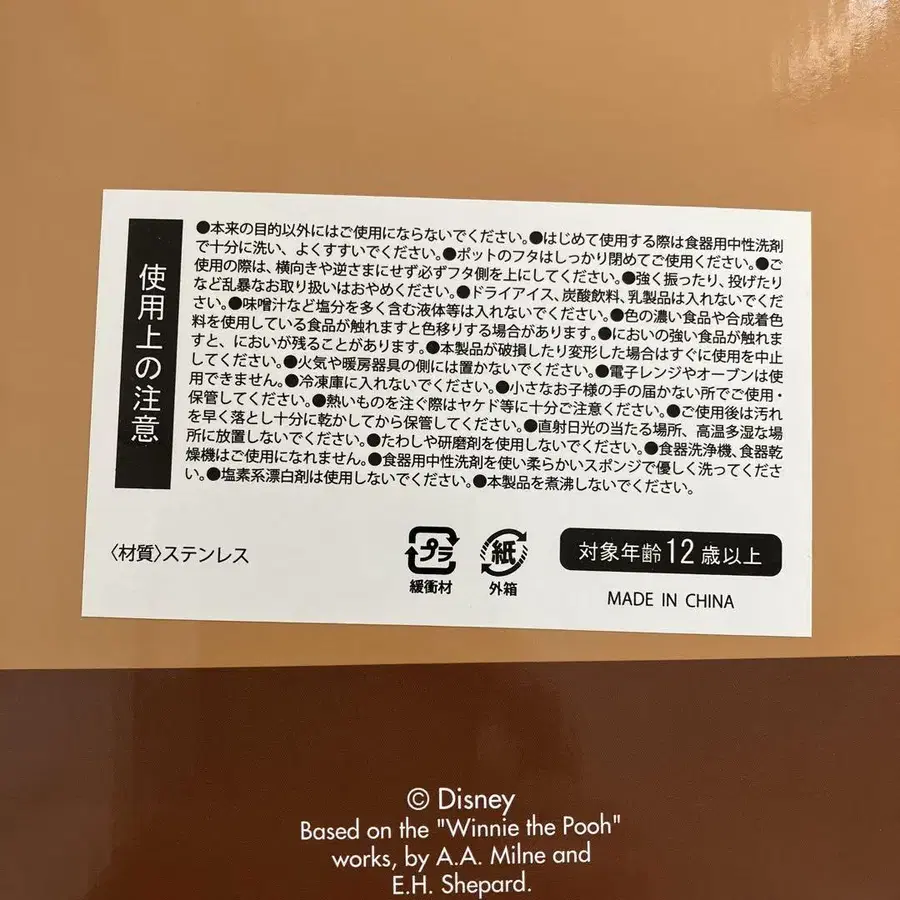 使用上の注意
●本来の目的以外にはご使用にならないでください。●はじめて使用する際は食器用中性洗剤
で十分に洗い、よくすすいでください。●ポットのフタはしっかり閉めてご使用ください。●ご
使用の際は、横向きや逆さまにせず必ずフタ側を上にしてください。●強く振ったり、投げたり
など乱暴なお取り扱いはおやめください。●ドライアイス、炭酸飲料、乳製品は入れないでくだ
さい。●味噌汁など塩分を多く含む液体等は入れないでください。●色の濃い食品や合成着色
料を使用している食品が触れますと色移りする場合があります。●においの強い食品が触れま
すと、においが残ることがあります。●本製品が破損したり変形した場合はすぐに使用を中止
してください。●火気や暖房器具の側には置かないでください。●電子レンジやオーブンは使
用できません。●冷凍庫に入れないでください。●小さなお子様の手の届かない所でご使用・
保管してください。●熱いものを注ぐ際はヤケド等に十分ご注意ください。●ご使用後は汚れ
を早く落とし十分に乾かしてから保管してください。●直射日光の当たる場所、高温多湿な場
所に放置しないでください。●たわしや研磨剤を使用しないでください。●食器洗浄機、食器乾
燥機はご使用になれません。●食器用中性洗剤を使い柔らかいスポンジで優しく洗ってくださ
い。●塩素系漂白剤は使用しないでください。●本製品を煮沸しないでください。
〈材質〉ステンレス
プラ
緩衝材
紙
外箱
対象年齢12歳以上
MADE IN CHINA
© Disney
Based on the "Winnie the Pooh"
works, by A.A. Milne and
E.H. Shepard.